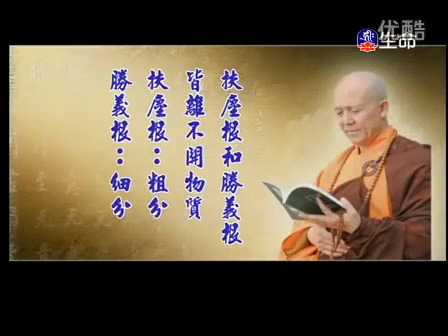 扶塵根和勝義根
皆離不開物質
扶塵根：粗分
勝義根：細分
優酷
生命